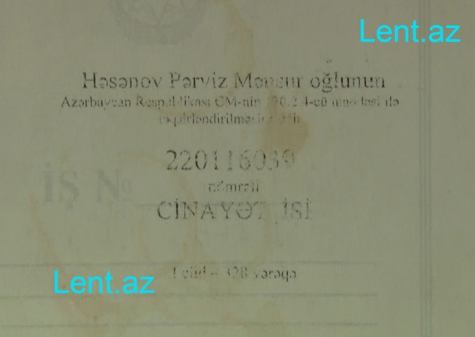 Lent.az
Həsənov Pərviz Mənsur oğlunun
Azərbaycan Respublikası CM-nin
220116039
nömrəli
CİNAYƏT İŞİ
İŞ №
1 cild – 328 vərəqə
Lent.az